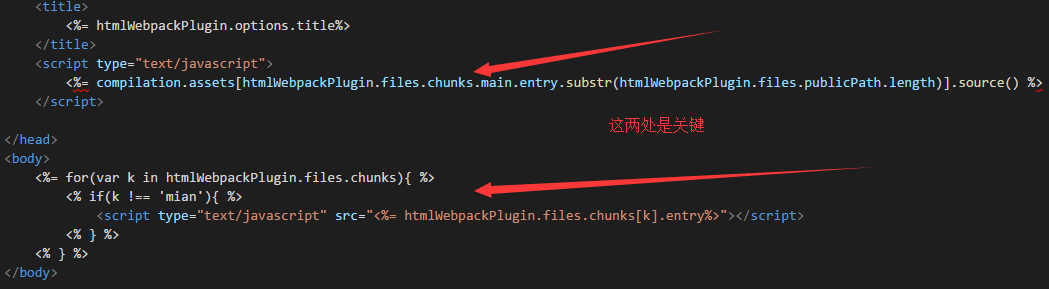 <title>
<%= htmlWebpackPlugin.options.title%>
</title>
<script type="text/javascript">
<%= compilation.assets[htmlWebpackPlugin.files.chunks.main.entry.substr(htmlWebpackPlugin.files.publicPath.length)].source() %>
</script>
这两处是关键
</head>
<body>
<%= for(var k in htmlWebpackPlugin.files.chunks){ %>
<% if(k !== 'mian'){ %>
<script type="text/javascript" src="<%= htmlWebpackPlugin.files.chunks[k].entry%>"></script>
<% } %>
<% } %>
</body>